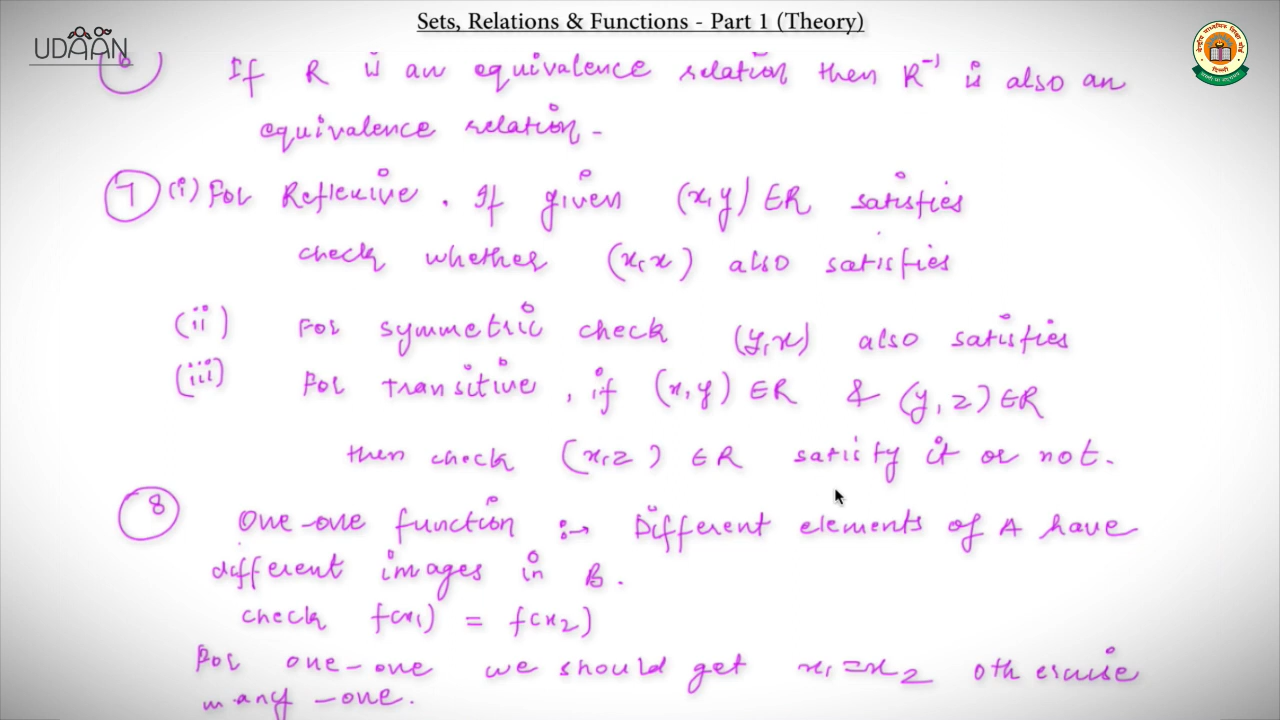 Sets, Relations & Functions - Part 1 (Theory)
UDAAN
If R is an equivalence relation then R⁻¹ is also an
equivalence relation.
7 (i) For Reflexive . If given (x,y) ∈R satisfies
check whether (x,x) also satisfies
(ii) For symmetric check (y,x) also satisfies
(iii) For transitive , if (x,y) ∈R & (y,z) ∈R
then check (x,z) ∈R satisfy it or not.
8 One-one function :→ Different elements of A have
different images in B.
check f(x₁) = f(x₂)
For one-one we should get x₁=x₂ otherwise
many-one.